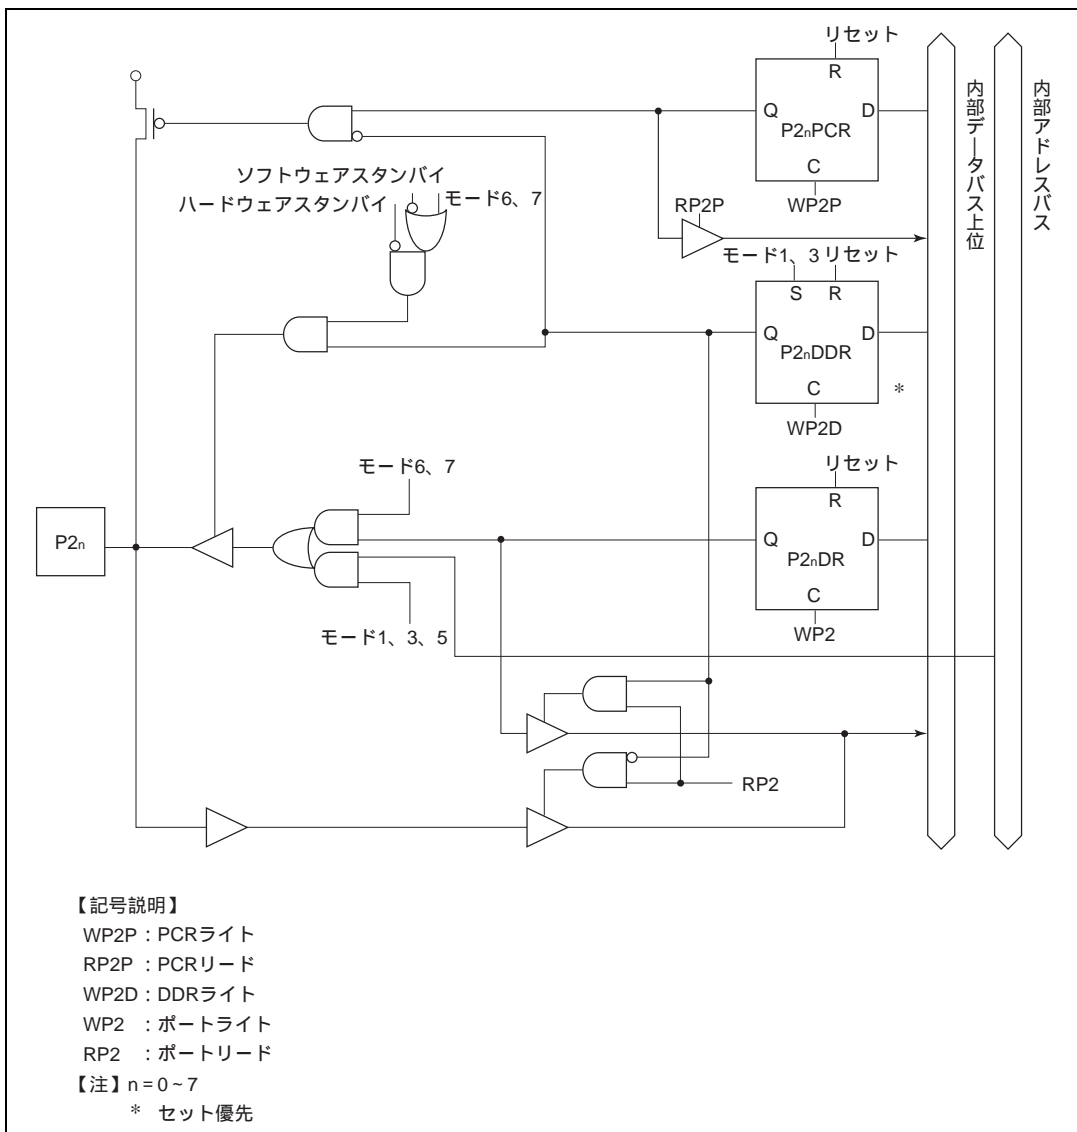 リセット
R
Q
D
P2nPCR
C
WP2P
内部データバス上位
内部アドレスバス
ソフトウェアスタンバイ
ハードウェアスタンバイ
モード6、7
RP2P
モード1、3 リセット
S R
Q
D
P2nDDR
C
*
WP2D
モード6、7
リセット
R
P2n
Q
D
P2nDR
C
WP2
モード1、3、5
RP2
【記号説明】
WP2P : PCRライト
RP2P : PCRリード
WP2D : DDRライト
WP2 : ポートライト
RP2 : ポートリード
【注】n = 0 ~ 7
* セット優先